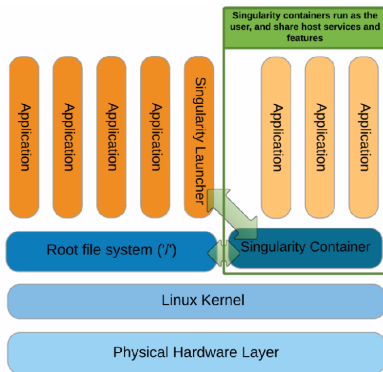 Singularity containers run as the
user, and share host services and
features
Application
Application
Application
Application
Singularity Launcher
Application
Application
Application
Root file system ('/')
Singularity Container
Linux Kernel
Physical Hardware Layer